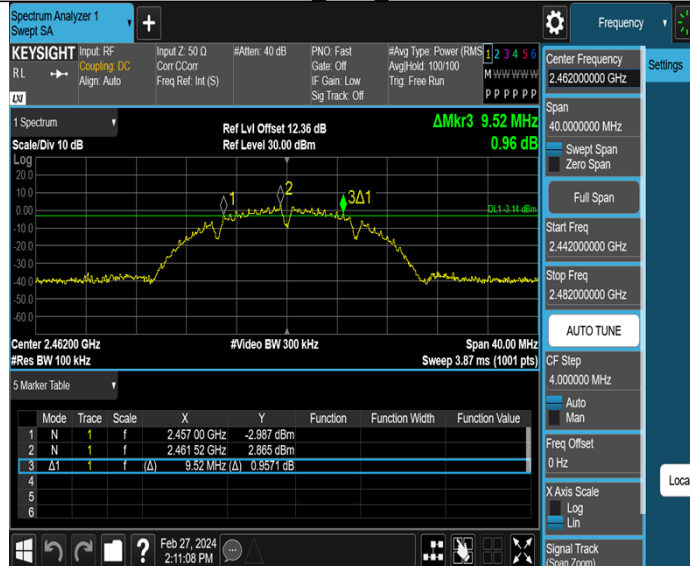 Spectrum Analyzer 1
Swept SA
+
Frequency
KEYSIGHT
RL
LXI
Input: RF
Coupling: DC
Align: Auto
Input Z: 50 Ω
Corr CCorr
Freq Ref: Int (S)
#Atten: 40 dB
PNO: Fast
Gate: Off
IF Gain: Low
Sig Track: Off
#Avg Type: Power (RMS
Avg|Hold: 100/100
Trig: Free Run
1 2 3 4 5 6
M W W W W W
P P P P P P
Center Frequency
2.462000000 GHz
Settings
Span
40.0000000 MHz
Swept Span
Zero Span
Full Span
Start Freq
2.442000000 GHz
Stop Freq
2.482000000 GHz
AUTO TUNE
CF Step
4.000000 MHz
Auto
Man
Freq Offset
0 Hz
X Axis Scale
Log
Lin
Signal Track
(Span Zoom)
Loca
1 Spectrum
Scale/Div 10 dB
Ref Lvl Offset 12.36 dB
Ref Level 30.00 dBm
ΔMkr3 9.52 MHz
0.96 dB
Log
20.0
10.0
0.00
-10.0
-20.0
-30.0
-40.0
-50.0
-60.0
1
2
3Δ1
DL1 -3.14 dBm
Center 2.46200 GHz
#Res BW 100 kHz
#Video BW 300 kHz
Span 40.00 MHz
Sweep 3.87 ms (1001 pts)
5 Marker Table
Mode Trace Scale X Y Function Function Width Function Value
1 N 1 f 2.457 00 GHz -2.987 dBm
2 N 1 f 2.461 52 GHz 2.865 dBm
3 Δ1 1 f (Δ) 9.52 MHz (Δ) 0.9571 dB
4
5
6
?
Feb 27, 2024
2:11:08 PM